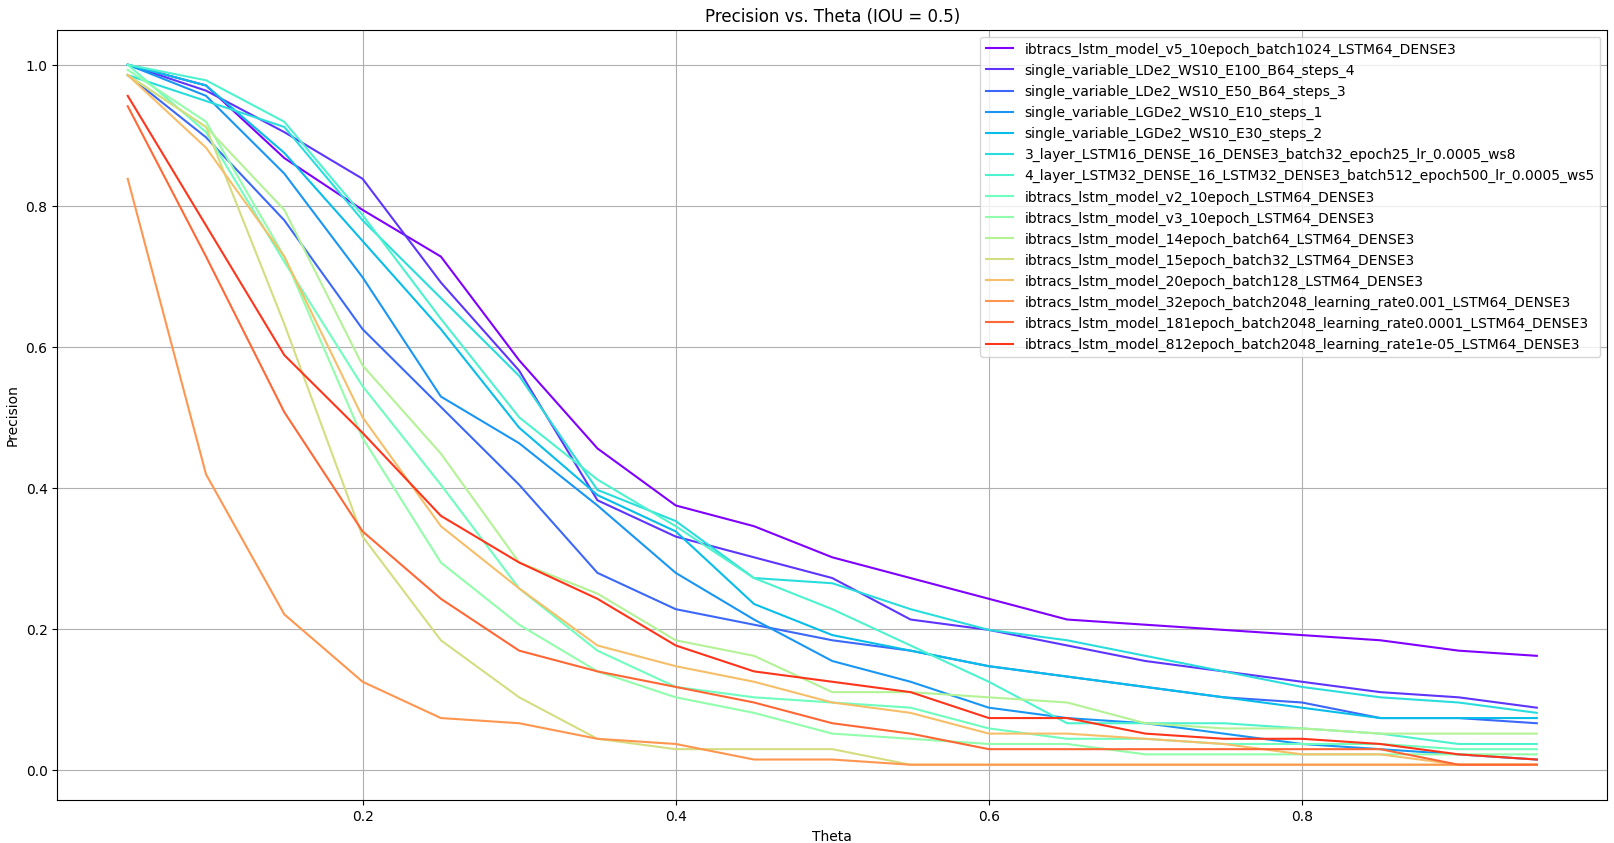 Precision vs. Theta (IOU = 0.5)
ibtracs_lstm_model_v5_10epoch_batch1024_LSTM64_DENSE3
single_variable_LDe2_WS10_E100_B64_steps_4
single_variable_LDe2_WS10_E50_B64_steps_3
single_variable_LGDe2_WS10_E10_steps_1
single_variable_LGDe2_WS10_E30_steps_2
3_layer_LSTM16_DENSE_16_DENSE3_batch32_epoch25_lr_0.0005_ws8
4_layer_LSTM32_DENSE_16_LSTM32_DENSE3_batch512_epoch500_lr_0.0005_ws5
ibtracs_lstm_model_v2_10epoch_LSTM64_DENSE3
ibtracs_lstm_model_v3_10epoch_LSTM64_DENSE3
ibtracs_lstm_model_14epoch_batch64_LSTM64_DENSE3
ibtracs_lstm_model_15epoch_batch32_LSTM64_DENSE3
ibtracs_lstm_model_20epoch_batch128_LSTM64_DENSE3
ibtracs_lstm_model_32epoch_batch2048_learning_rate0.001_LSTM64_DENSE3
ibtracs_lstm_model_181epoch_batch2048_learning_rate0.0001_LSTM64_DENSE3
ibtracs_lstm_model_812epoch_batch2048_learning_rate1e-05_LSTM64_DENSE3
1.0
0.8
0.6
0.4
0.2
0.0
Precision
0.2
0.4
0.6
0.8
Theta